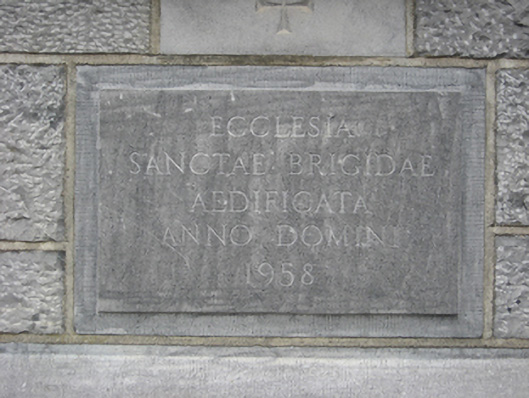 ECCLESIA
SANCTAE BRIGIDAE
AEDIFICATA
ANNO DOMINI
1958